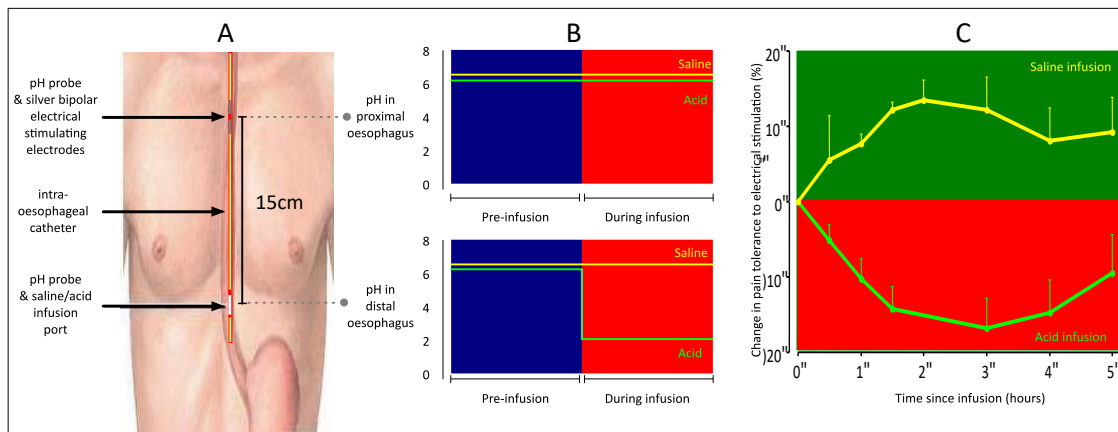 A
pH probe
& silver bipolar
electrical
stimulating
electrodes
intra-
oesophageal
catheter
pH probe
& saline/acid
infusion
port
15cm
pH in
proximal
oesophagus
pH in
distal
oesophagus
B
8
6
4
2
0
Saline
Acid
Pre-infusion
During infusion
8
6
4
2
0
Saline
Acid
Pre-infusion
During infusion
C
Change in pain tolerance to electrical stimulation (%)
20"
10"
0"
)10"
)20"
Saline infusion
Acid infusion
0"
1"
2"
3"
4"
5"
Time since infusion (hours)